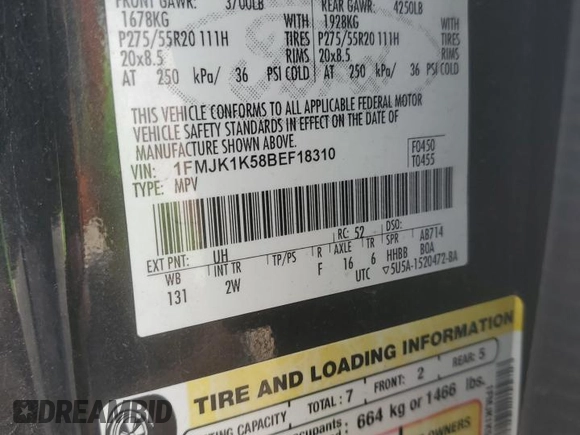 FRONT GAWR: 3700LB REAR GAWR: 4250LB
1678KG WITH 1928KG WITH
P275/55R20 111H TIRES P275/55R20 111H TIRES
20x8.5 RIMS 20x8.5 RIMS
AT 250 kPa/ 36 PSI COLD AT 250 kPa/ 36 PSI COLD
THIS VEHICLE CONFORMS TO ALL APPLICABLE FEDERAL MOTOR
VEHICLE SAFETY STANDARDS IN EFFECT ON THE DATE OF
MANUFACTURE SHOWN ABOVE.
VIN: 1FMJK1K58BEF18310 F0450
TYPE: MPV T0455
EXT PNT: UH RC: 52 DSO:
WB INT TR TP/PS R AXLE TR SPR AB714
131 2W F 16 6 HHBB BOA
UTC ▽5U5A-1520472-BA
TIRE AND LOADING INFORMATION
SEATING CAPACITY TOTAL: 7 FRONT: 2 REAR: 5
occupants: 664 kg or 1466 lbs.
OWNERS
DREAMBID